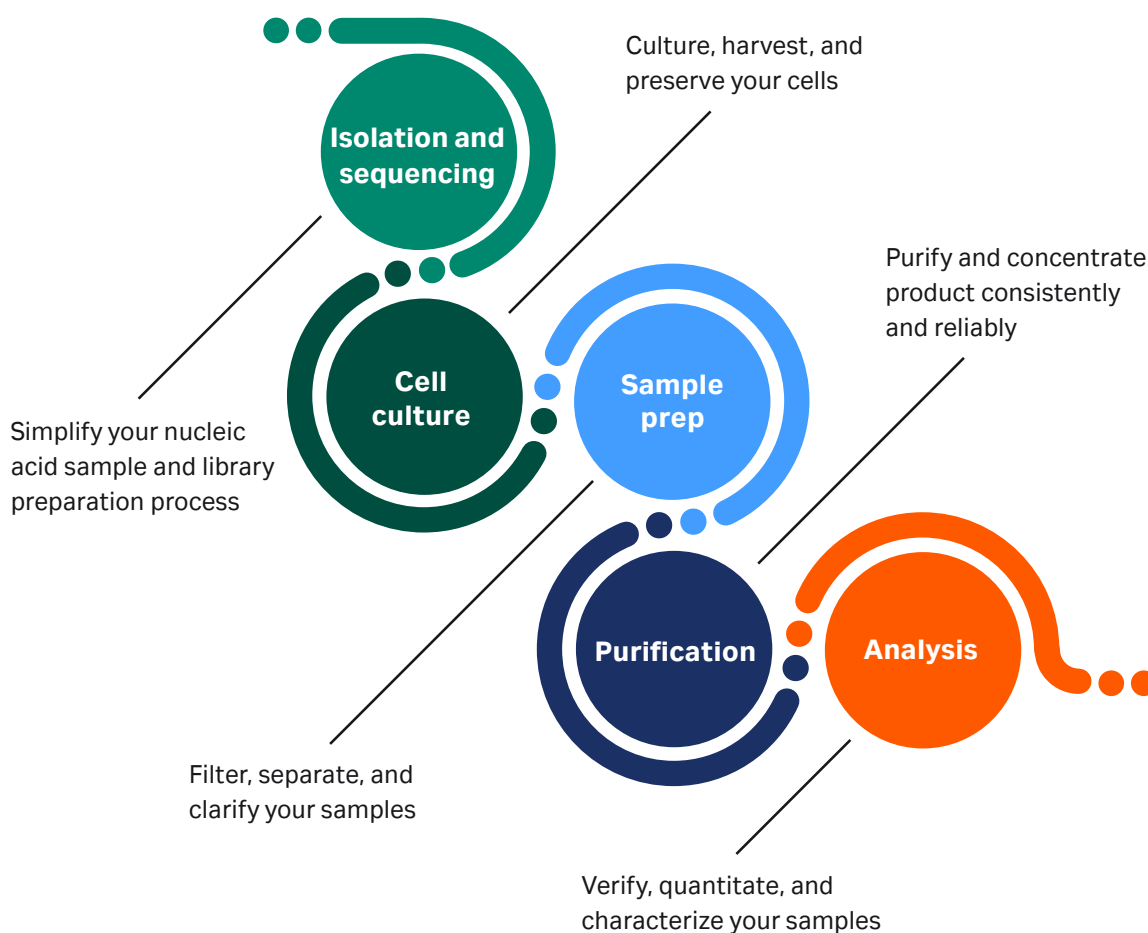 Culture, harvest, and
preserve your cells
Isolation and
sequencing
Purify and concentrate
product consistently
and reliably
Cell
culture
Sample
prep
Simplify your nucleic
acid sample and library
preparation process
Purification
Analysis
Filter, separate, and
clarify your samples
Verify, quantitate, and
characterize your samples